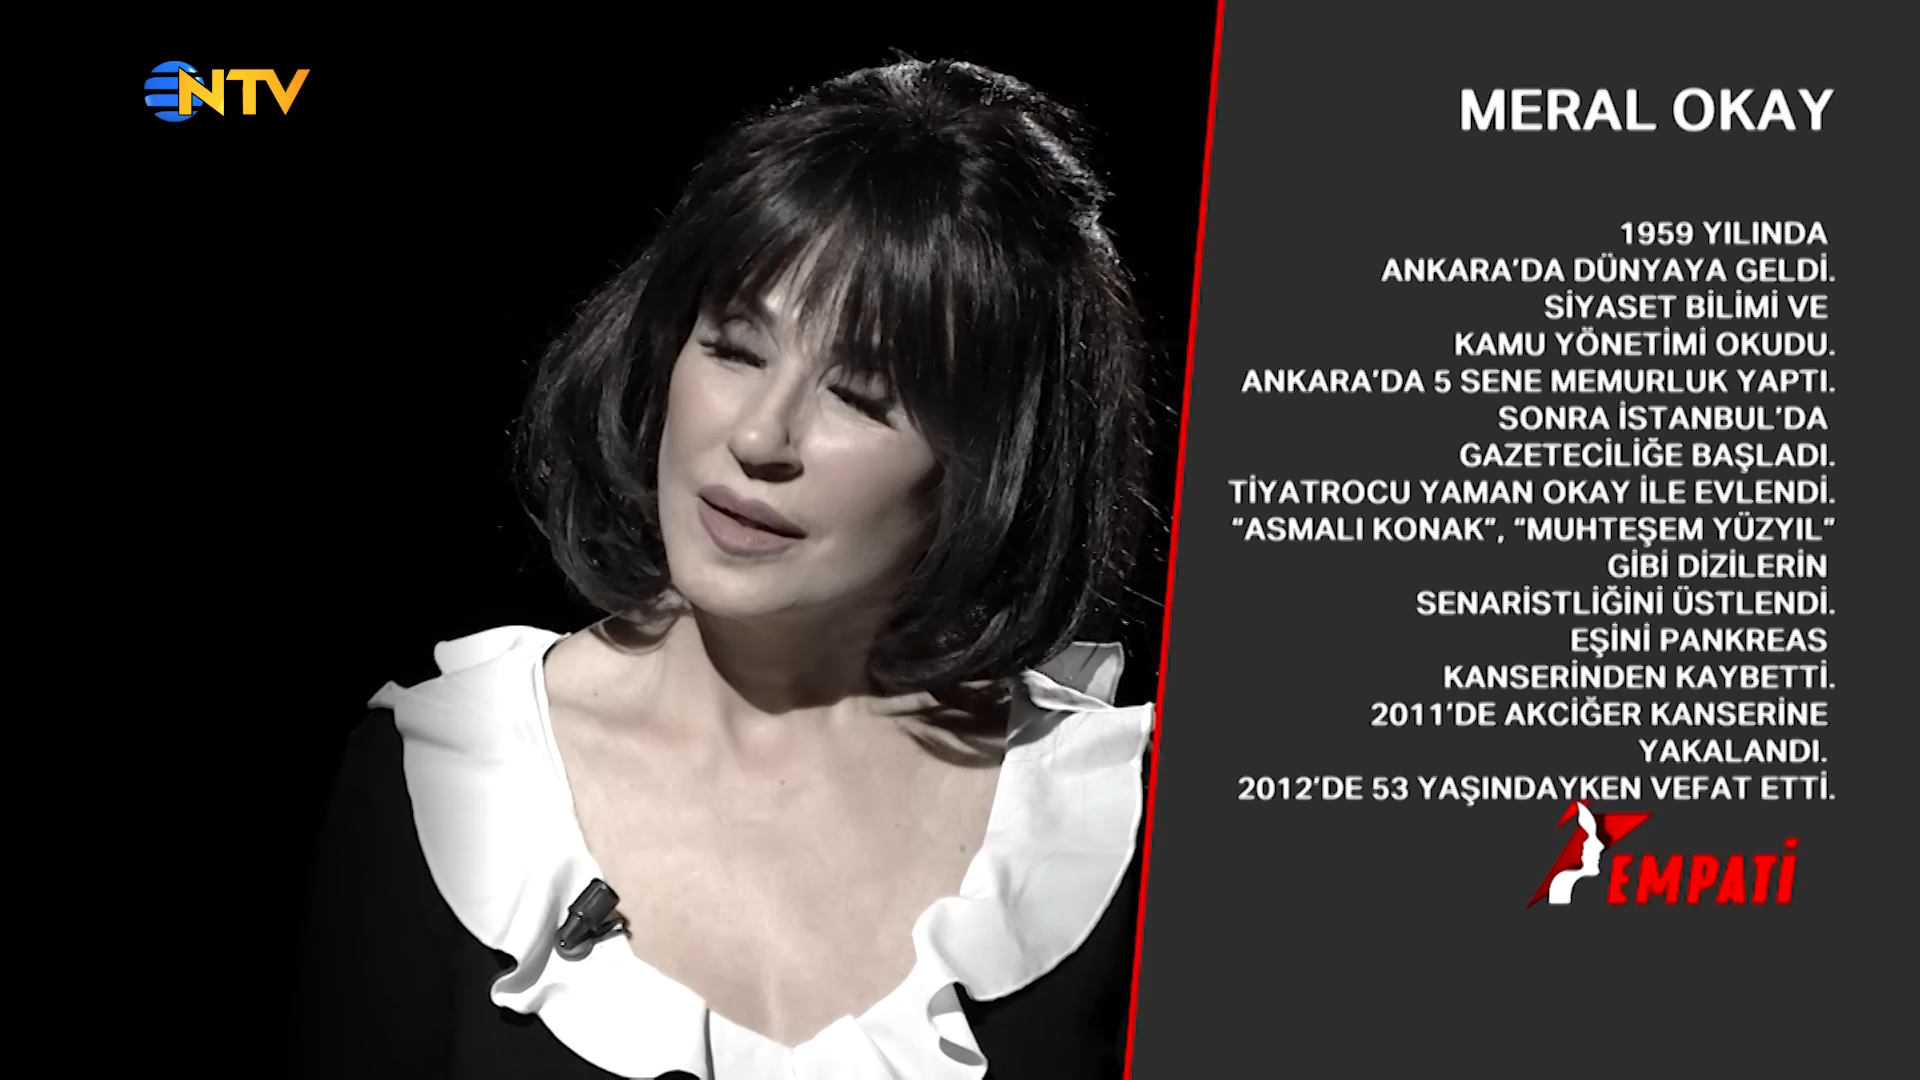 NTV
MERAL OKAY
1959 YILINDA
ANKARA'DA DÜNYAYA GELDİ.
SİYASET BİLİMİ VE
KAMU YÖNETİMİ OKUDU.
ANKARA'DA 5 SENE MEMURLUK YAPTI.
SONRA İSTANBUL'DA
GAZETECİLİĞE BAŞLADI.
TİYATROCU YAMAN OKAY İLE EVLENDİ.
“ASMALI KONAK”, “MUHTEŞEM YÜZYIL”
GİBİ DİZİLERİN
SENARİSTLİĞİNİ ÜSTLENDİ.
EŞİNİ PANKREAS
KANSERİNDEN KAYBETTİ.
2011'DE AKCİĞER KANSERİNE
YAKALANDI.
2012'DE 53 YAŞINDAYKEN VEFAT ETTİ.
EMPATİ